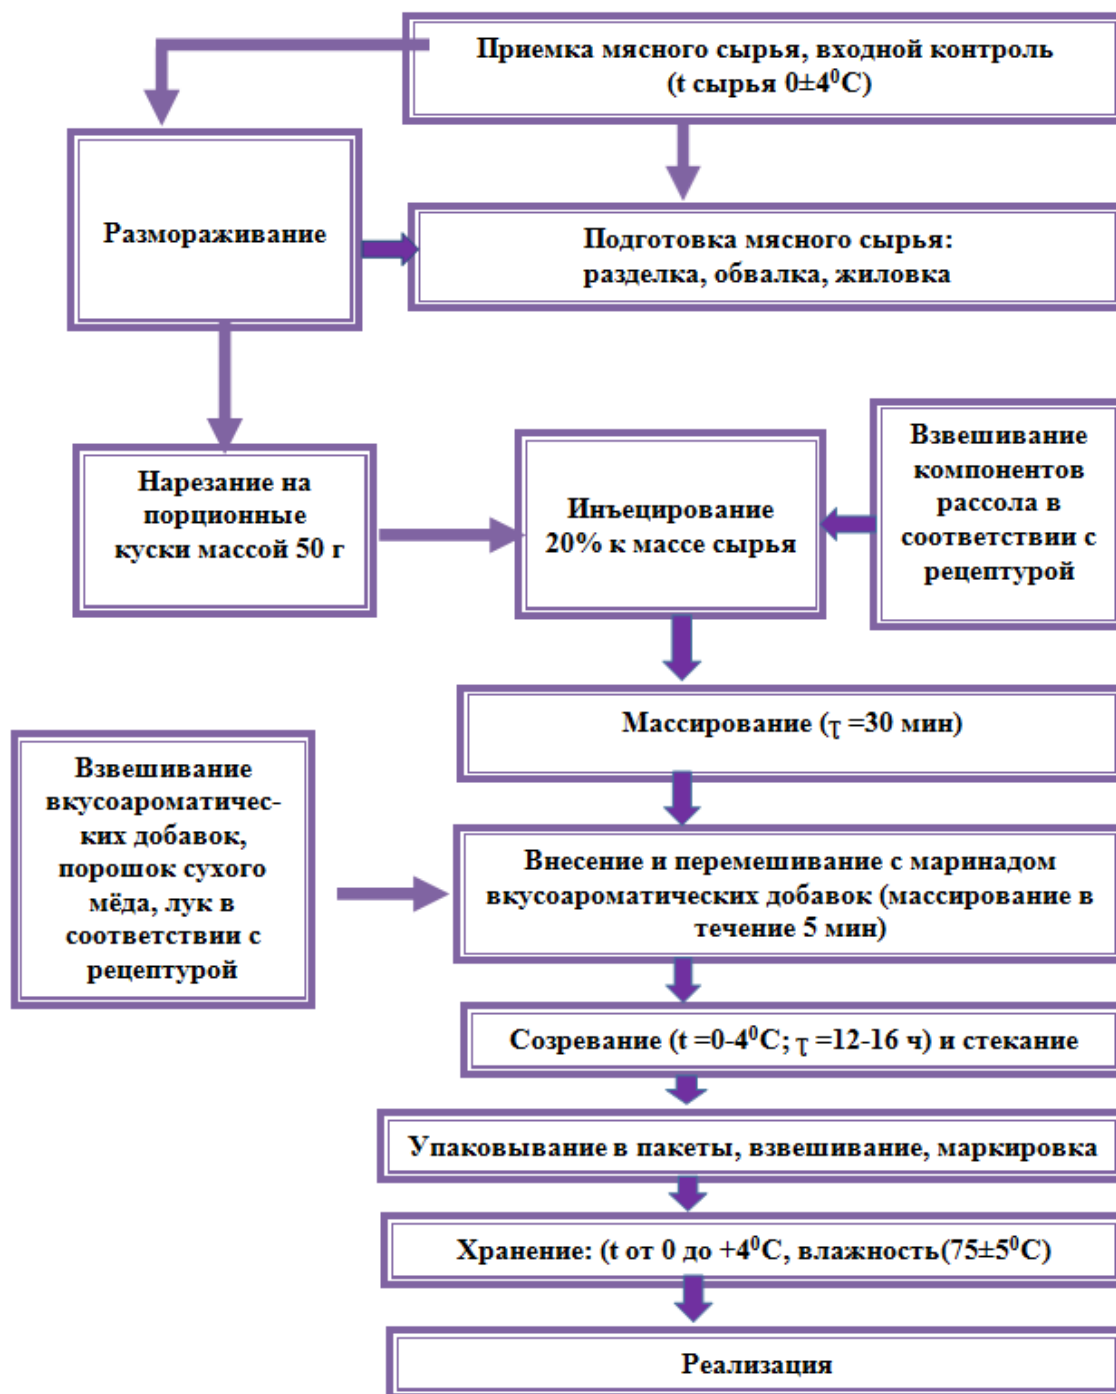 Приемка мясного сырья, входной контроль
(t сырья 0±4⁰С)
Размораживание
Подготовка мясного сырья:
разделка, обвалка, жиловка
Нарезание на
порционные
куски массой 50 г
Инъецирование
20% к массе сырья
Взвешивание
компонентов
рассола в
соответствии с
рецептурой
Массирование (τ =30 мин)
Взвешивание
вкусоароматичес-
ких добавок,
порошок сухого
мёда, лук в
соответствии с
рецептурой
Внесение и перемешивание с маринадом
вкусоароматических добавок (массирование в
течение 5 мин)
Созревание (t =0-4⁰С; τ =12-16 ч) и стекание
Упаковывание в пакеты, взвешивание, маркировка
Хранение: (t от 0 до +4⁰С, влажность(75±5⁰С)
Реализация